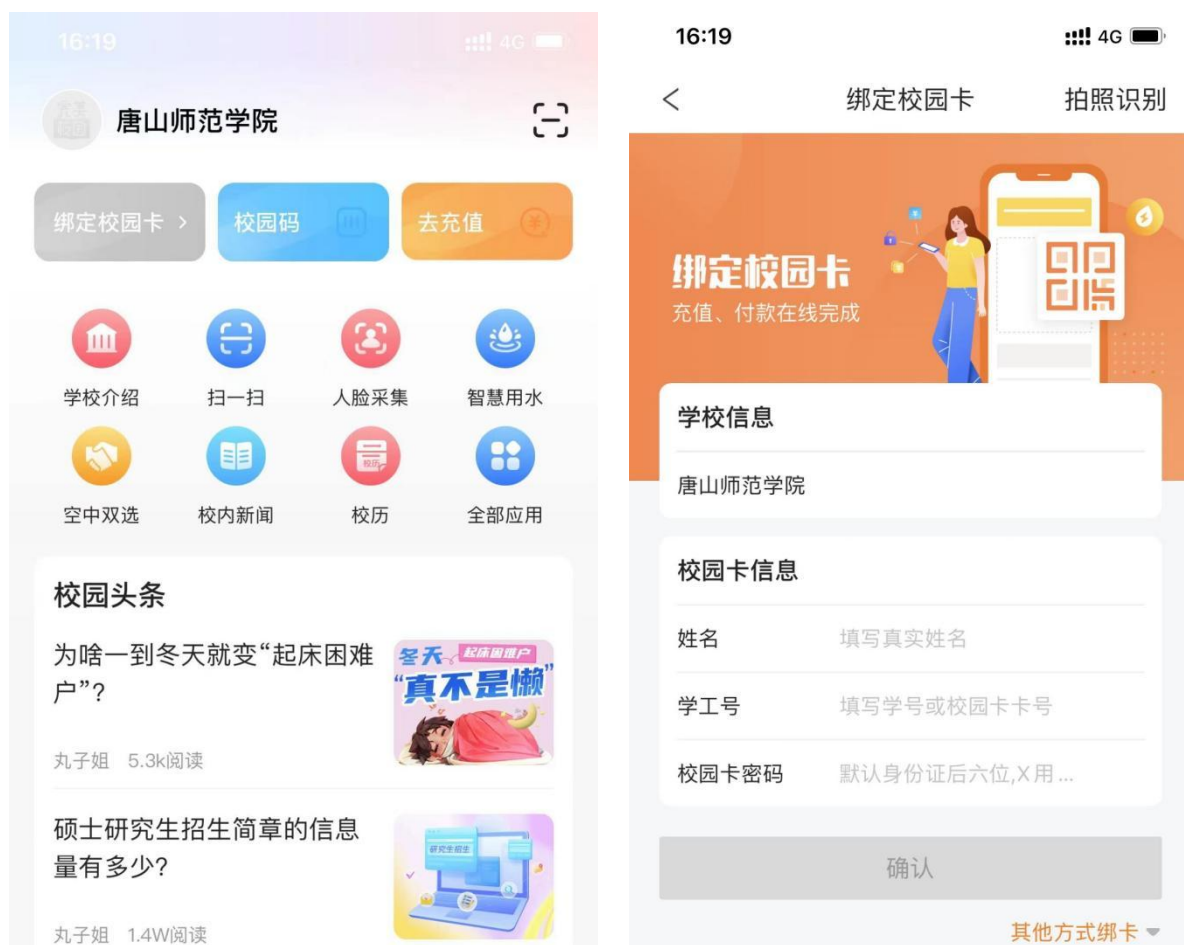 16:19
4G
唐山师范学院
绑定校园卡 >
校园码
去充值
学校介绍
扫一扫
人脸采集
智慧用水
校历
空中双选
校内新闻
校历
全部应用
校园头条
为啥一到冬天就变“起床困难
户”?
冬天 起床困难户
“真不是懒”
丸子姐 5.3k阅读
硕士研究生招生简章的信息
量有多少?
研究生招生
丸子姐 1.4W阅读
16:19
4G
绑定校园卡
拍照识别
绑定校园卡
充值、付款在线完成
学校信息
唐山师范学院
校园卡信息
姓名 填写真实姓名
学工号 填写学号或校园卡卡号
校园卡密码 默认身份证后六位,X用...
确认
其他方式绑卡